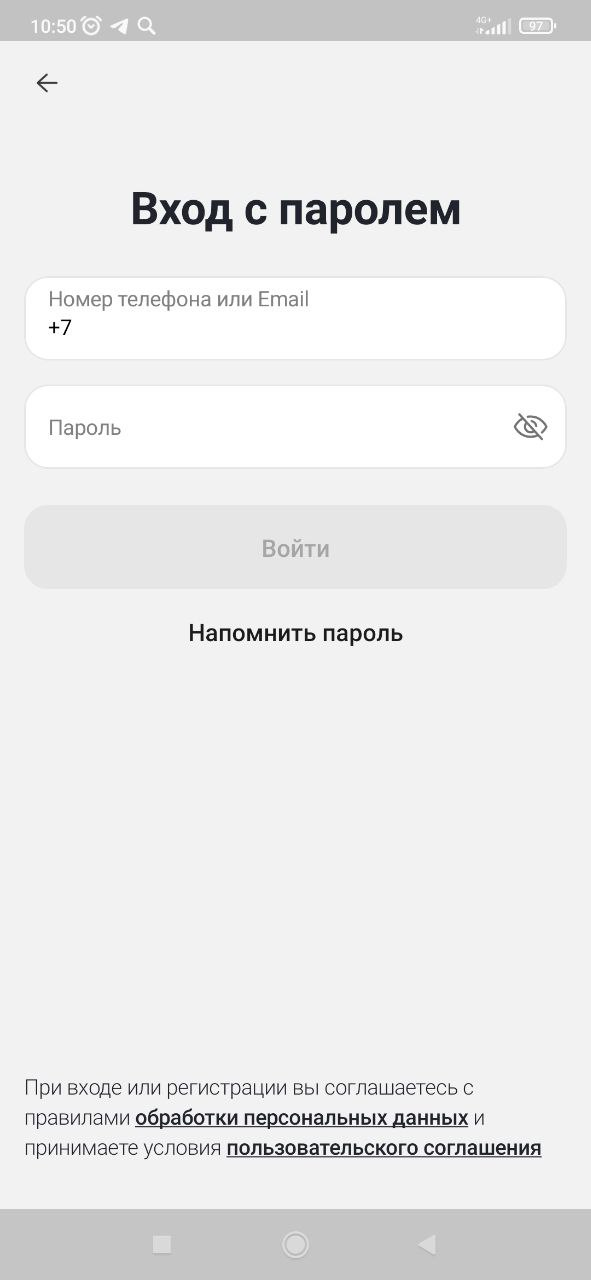 10:50 4G+ 97
Вход с паролем
Номер телефона или Email
+7
Пароль
Войти
Напомнить пароль
При входе или регистрации вы соглашаетесь с
правилами обработки персональных данных и
принимаете условия пользовательского соглашения